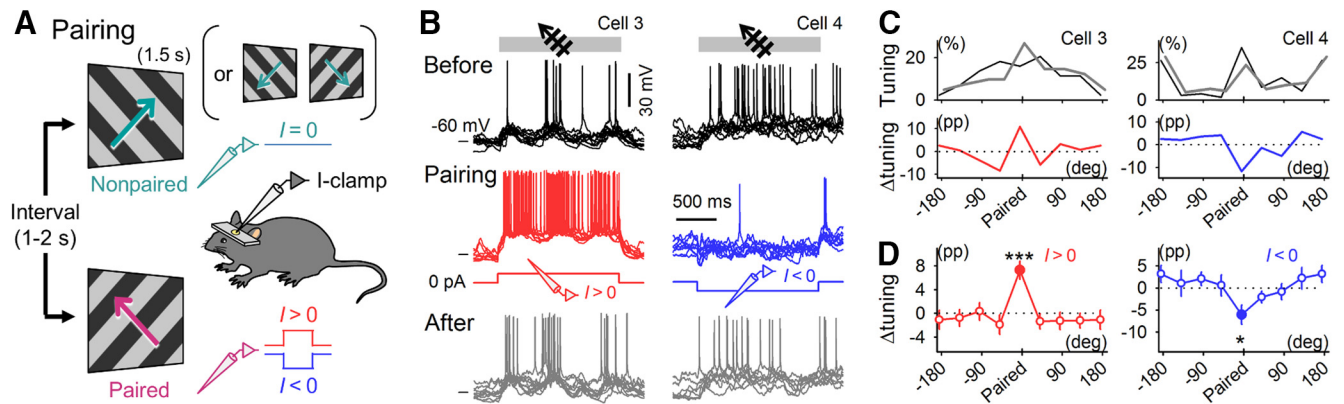 A
Pairing
(1.5 s)
or
I = 0
Nonpaired
I-clamp
Interval
(1-2 s)
I > 0
I < 0
Paired
B
Cell 3
Cell 4
Before
30 mV
-60 mV
Pairing
500 ms
0 pA
I > 0
I < 0
After
C
Cell 3
Cell 4
(%)
(%)
Tuning
20
0
25
0
(pp)
(pp)
Δtuning
10
0
-10
10
0
-10
(deg)
(deg)
-180
-90
Paired
90
180
-180
-90
Paired
90
180
D
(pp)
***
I > 0
(pp)
I < 0
Δtuning
8
4
0
-4
5
0
-5
-10
*
(deg)
(deg)
-180
-90
Paired
90
180
-180
-90
Paired
90
180